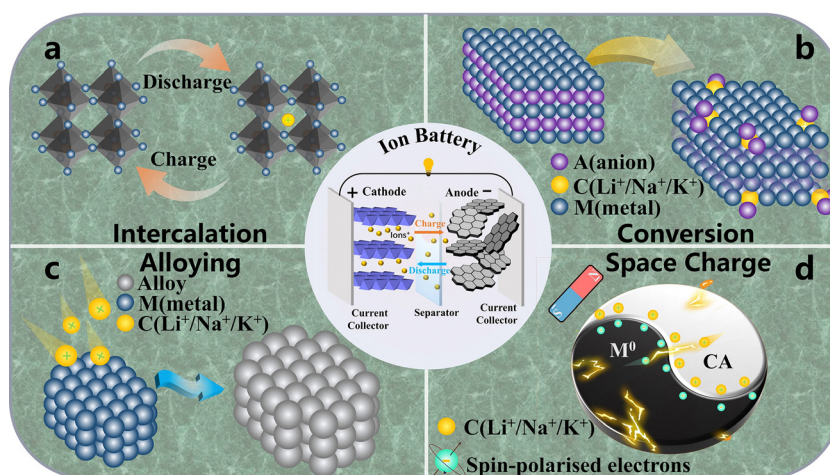 a
Discharge
Charge
Intercalation
b
A(anion)
C(Li⁺/Na⁺/K⁺)
M(metal)
Conversion
Ion Battery
+ Cathode
Anode −
Ions⁺
Charge
Discharge
Current
Collector
Separator
Current
Collector
c
Alloying
Alloy
M(metal)
C(Li⁺/Na⁺/K⁺)
Space Charge
d
N
S
M⁰
CA
C(Li⁺/Na⁺/K⁺)
Spin-polarised electrons